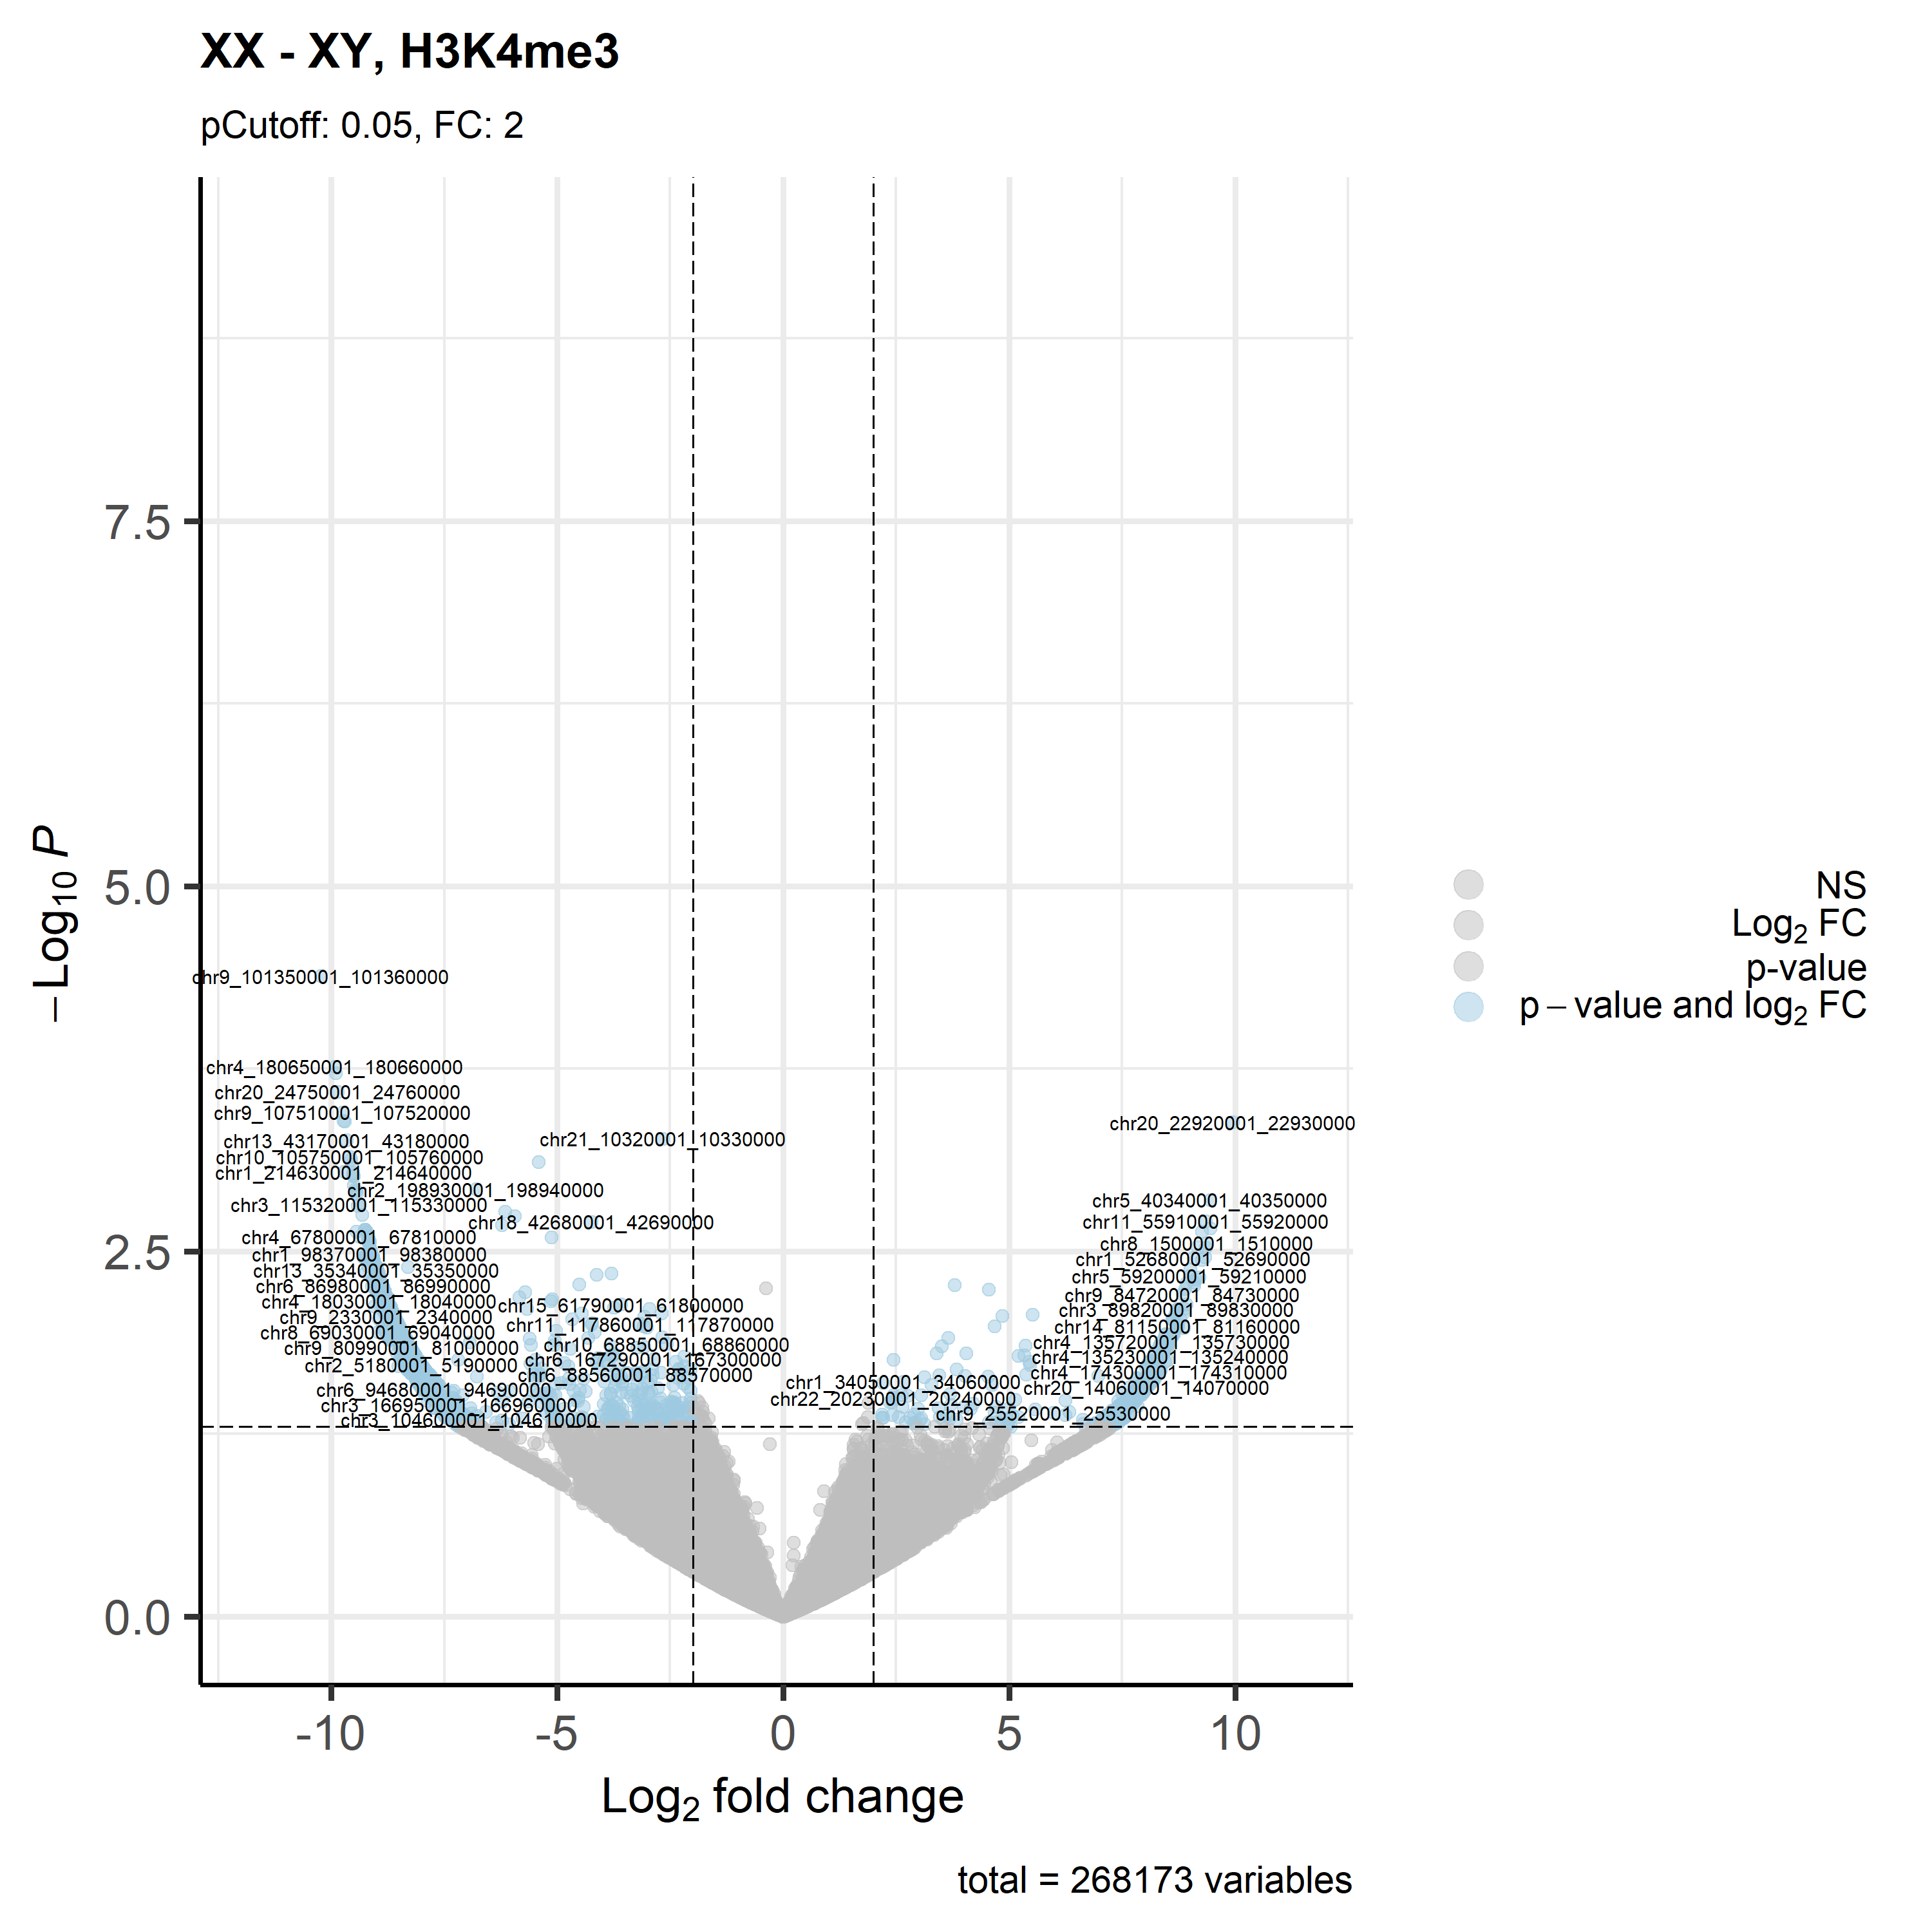 XX - XY, H3K4me3
pCutoff: 0.05, FC: 2
−Log10 P
7.5
5.0
2.5
0.0
chr9_101350001_101360000
chr4_180650001_180660000
chr20_24750001_24760000
chr9_107510001_107520000
chr20_22920001_22930000
chr21_10320001_10330000
chr13_43170001_43180000
chr10_105750001_105760000
chr1_214630001_214640000
chr2_198930001_198940000
chr3_115320001_115330000
chr5_40340001_40350000
chr18_42680001_42690000
chr11_55910001_55920000
chr4_67800001_67810000
chr8_1500001_1510000
chr1_98370001_98380000
chr1_52680001_52690000
chr13_35340001_35350000
chr5_59200001_59210000
chr6_86980001_86990000
chr9_84720001_84730000
chr4_18030001_18040000
chr15_61790001_61800000
chr3_89820001_89830000
chr9_2330001_2340000
chr11_117860001_117870000
chr14_81150001_81160000
chr8_69030001_69040000
chr10_68850001_68860000
chr4_135720001_135730000
chr9_80990001_81000000
chr6_167290001_167300000
chr4_135230001_135240000
chr2_5180001_5190000
chr6_88560001_88570000
chr4_174300001_174310000
chr1_34050001_34060000
chr20_14060001_14070000
chr6_94680001_94690000
chr22_20230001_20240000
chr3_166950001_166960000
chr9_25520001_25530000
chr3_104600001_104610000
-10
-5
0
5
10
Log2 fold change
NS
Log2 FC
p-value
p − value and log2 FC
total = 268173 variables